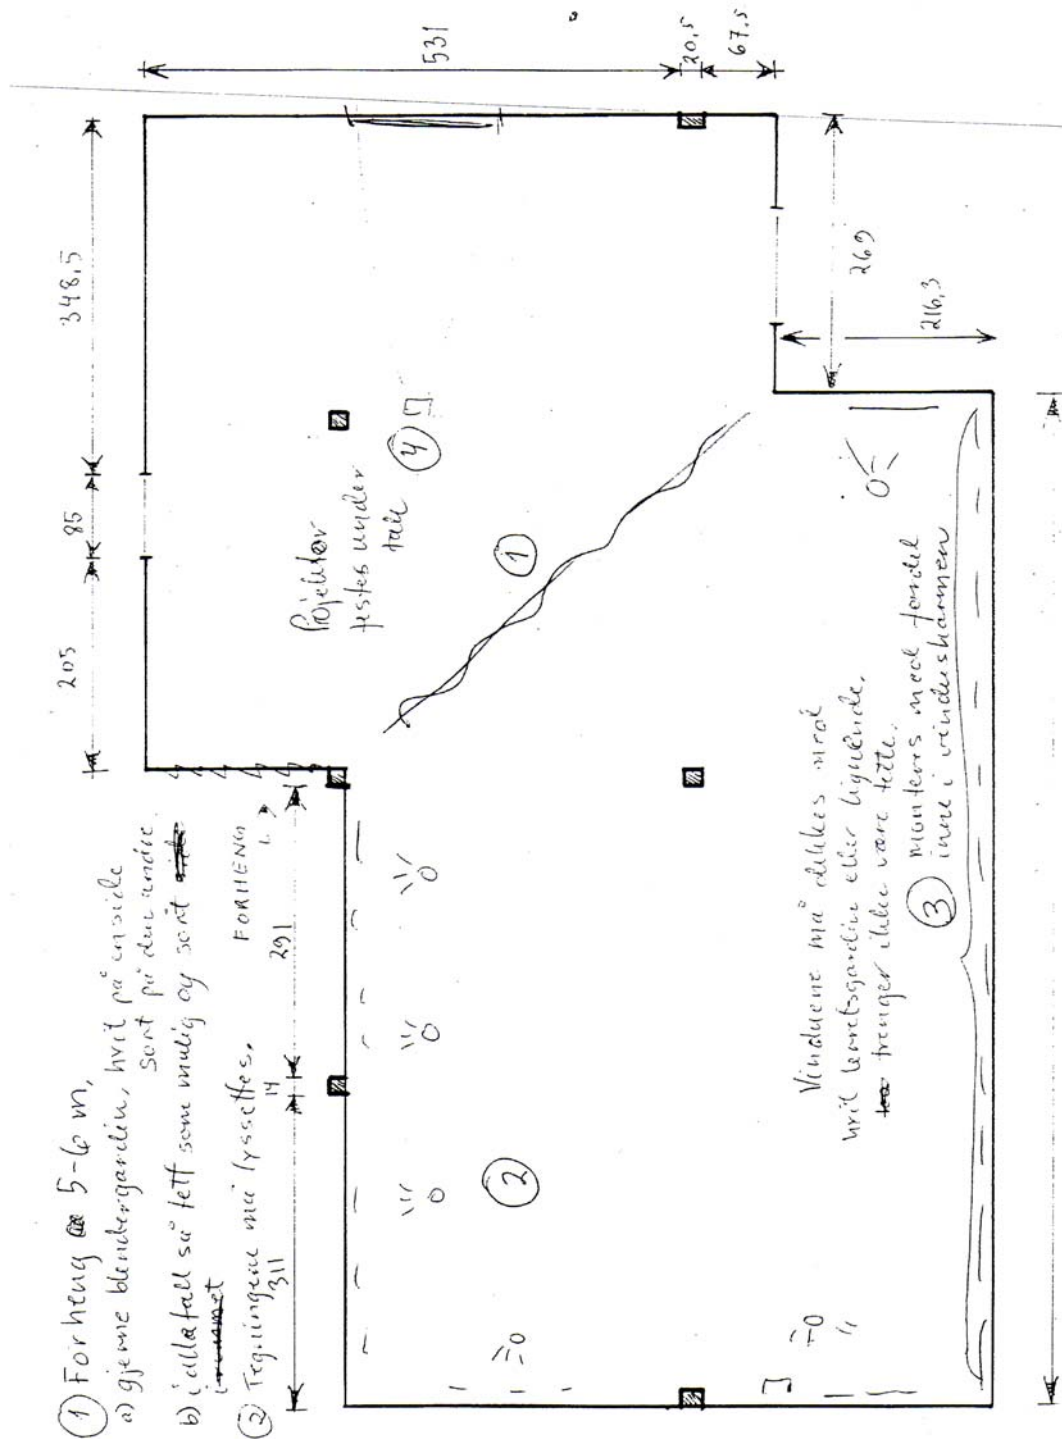 ① Forheng 5-6 m,
a) gjerne blendergardin, hvit på en side
sort på den andre.
b) i allafall så tett som mulig og sort
② Tegningene må lyssettes.
FORHENG
205
85
348,5
531
20,5
67,5
311
14
291
269
216,3
Projektor
festes under
tak
④
①
②
Vinduene må dekkes med
hvit lerretsgardin eller lignende.
trenger ikke være tette.
③ monteres med fordel
inne i vinduskarmen